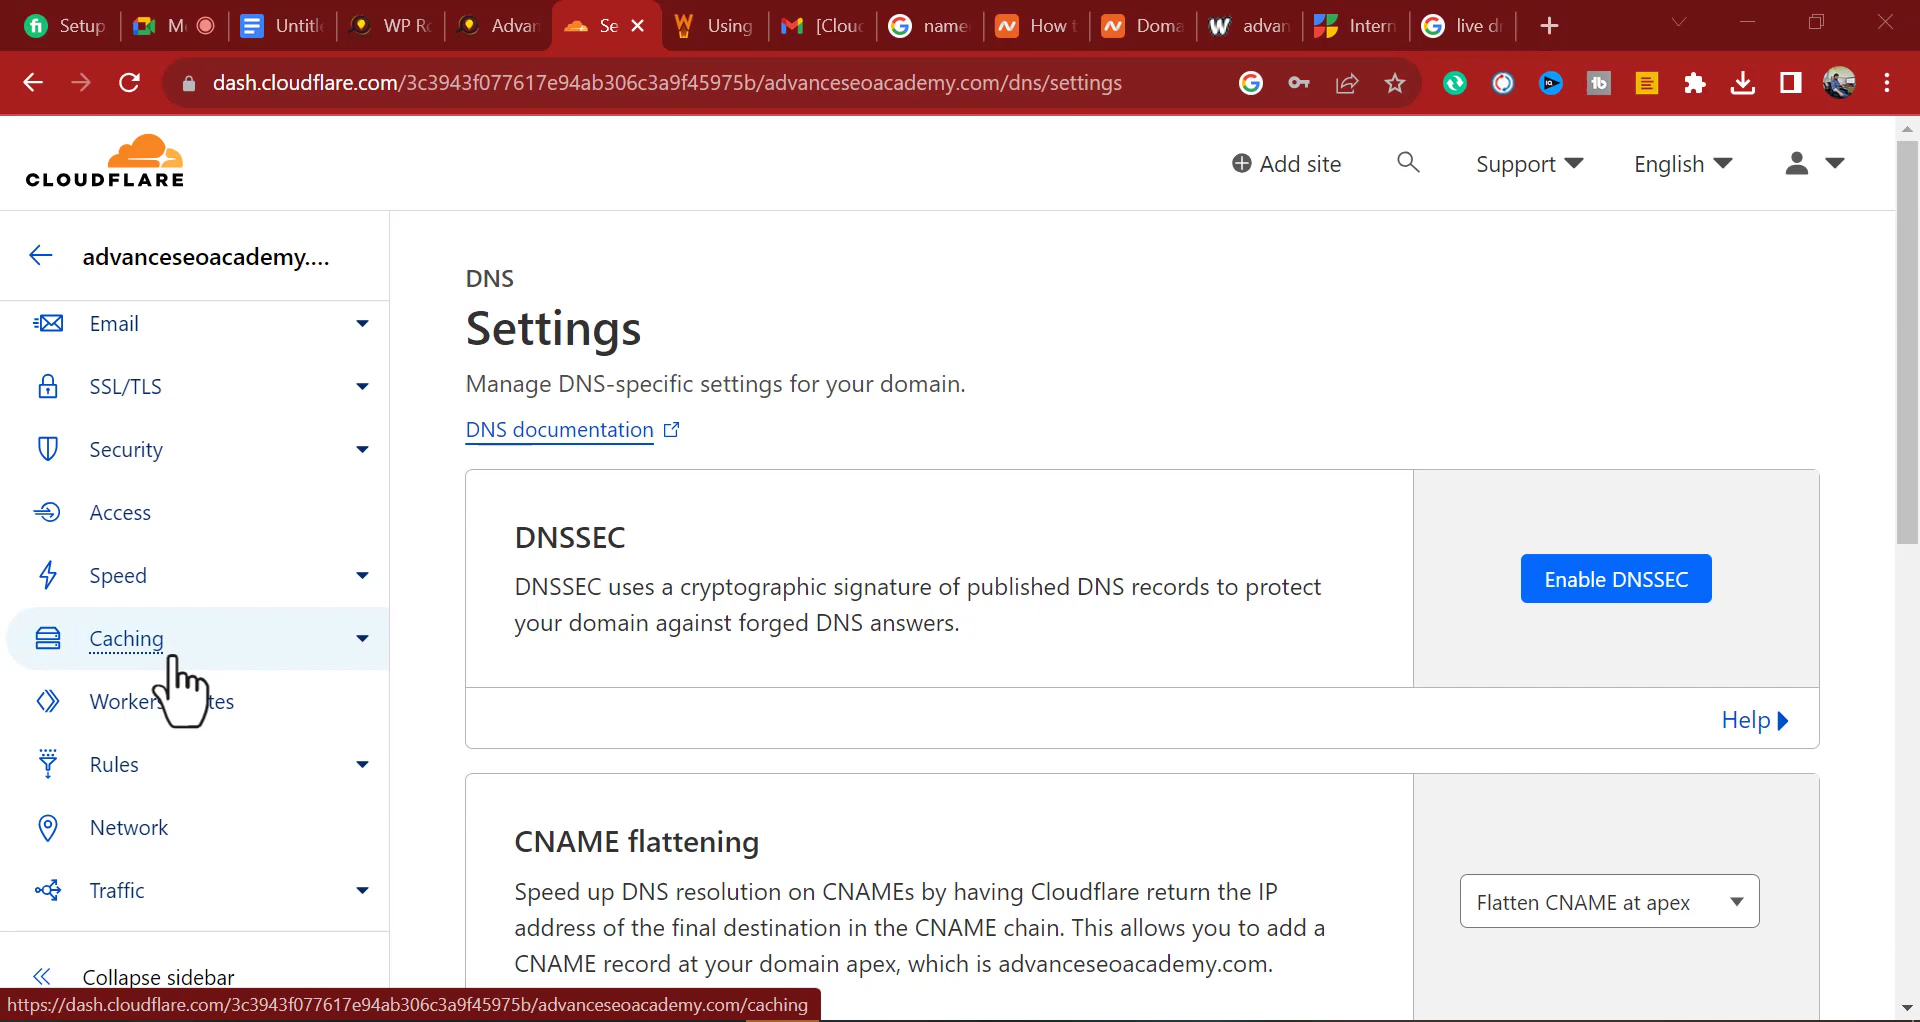 Setup
M
Untitl
WP Ro
Advan
Se
Using
[Clou
name
How t
Doma
advan
Intern
live d
dash.cloudflare.com/3c3943f077617e94ab306c3a9f45975b/advanceseoacademy.com/dns/settings
CLOUDFLARE
Add site
Support
English
advanceseoacademy....
Email
SSL/TLS
Security
Access
Speed
Caching
Workers tes
Rules
Network
Traffic
Collapse sidebar
https://dash.cloudflare.com/3c3943f077617e94ab306c3a9f45975b/advanceseoacademy.com/caching
DNS
Settings
Manage DNS-specific settings for your domain.
DNS documentation
DNSSEC
DNSSEC uses a cryptographic signature of published DNS records to protect
your domain against forged DNS answers.
Enable DNSSEC
Help
CNAME flattening
Speed up DNS resolution on CNAMEs by having Cloudflare return the IP
address of the final destination in the CNAME chain. This allows you to add a
CNAME record at your domain apex, which is advanceseoacademy.com.
Flatten CNAME at apex